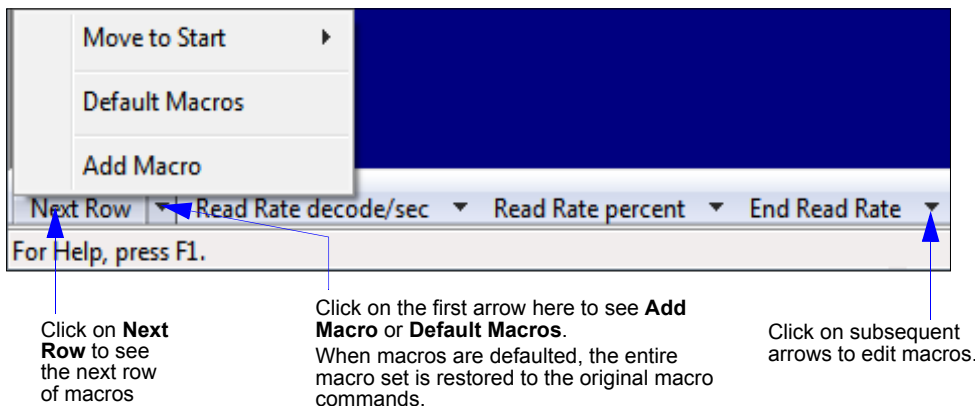 Move to Start
Default Macros
Add Macro
Next Row Read Rate decode/sec Read Rate percent End Read Rate
For Help, press F1.
Click on Next
Row to see
the next row
of macros
Click on the first arrow here to see Add
Macro or Default Macros.
When macros are defaulted, the entire
macro set is restored to the original macro
commands.
Click on subsequent
arrows to edit macros.